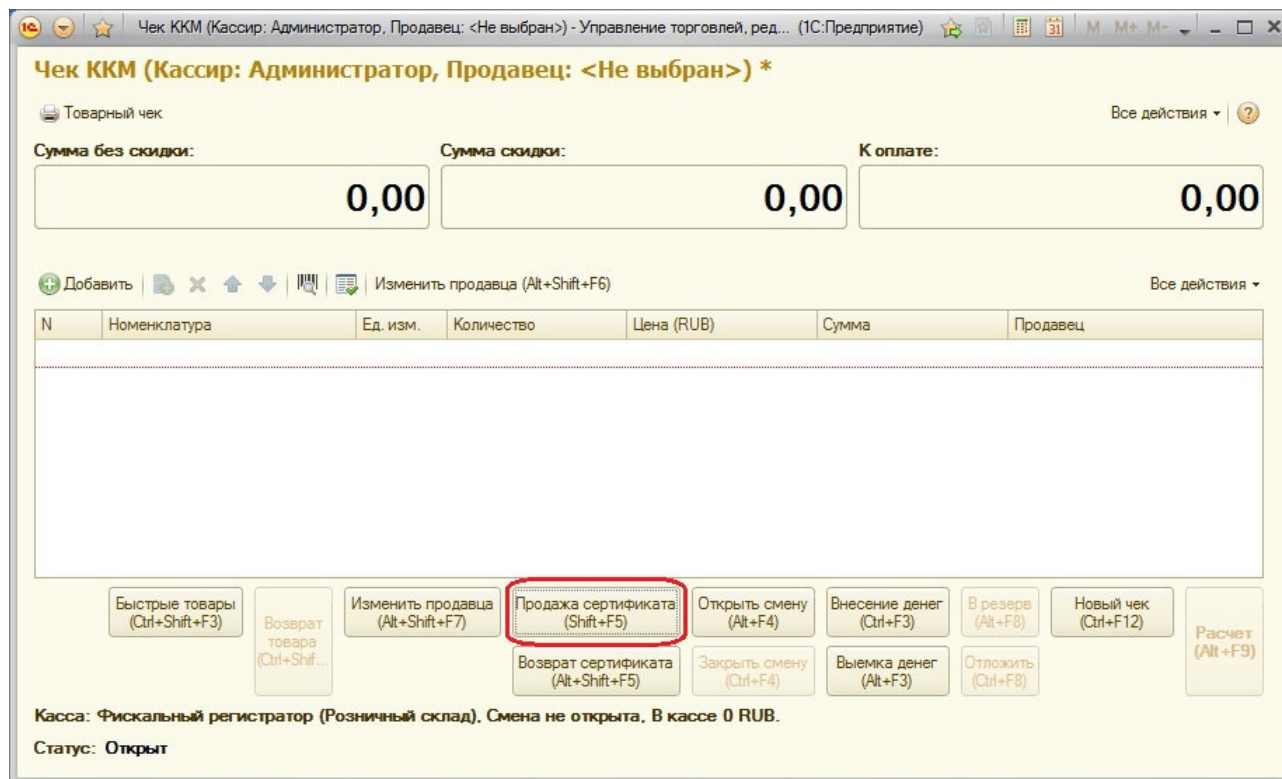 1С Чек ККМ (Кассир: Администратор, Продавец: <Не выбран>) - Управление торговлей, ред... (1С:Предприятие) 31 M M+ M-
Чек ККМ (Кассир: Администратор, Продавец: <Не выбран>) *
Товарный чек Все действия ?
Сумма без скидки: Сумма скидки: К оплате:
0,00 0,00 0,00
Добавить Изменить продавца (Alt+Shift+F6) Все действия
N Номенклатура Ед. изм. Количество Цена (RUB) Сумма Продавец
Быстрые товары
(Ctrl+Shift+F3)
Возврат
товара
(Ctrl+Shif...
Изменить продавца
(Alt+Shift+F7)
Продажа сертификата
(Shift+F5)
Открыть смену
(Alt+F4)
Внесение денег
(Ctrl+F3)
В резерв
(Alt+F8)
Новый чек
(Ctrl+F12)
Расчет
(Alt+F9)
Возврат сертификата
(Alt+Shift+F5)
Закрыть смену
(Ctrl+F4)
Выемка денег
(Alt+F3)
Отложить
(Ctrl+F8)
Касса: Фискальный регистратор (Розничный склад), Смена не открыта, В кассе 0 RUB.
Статус: Открыт